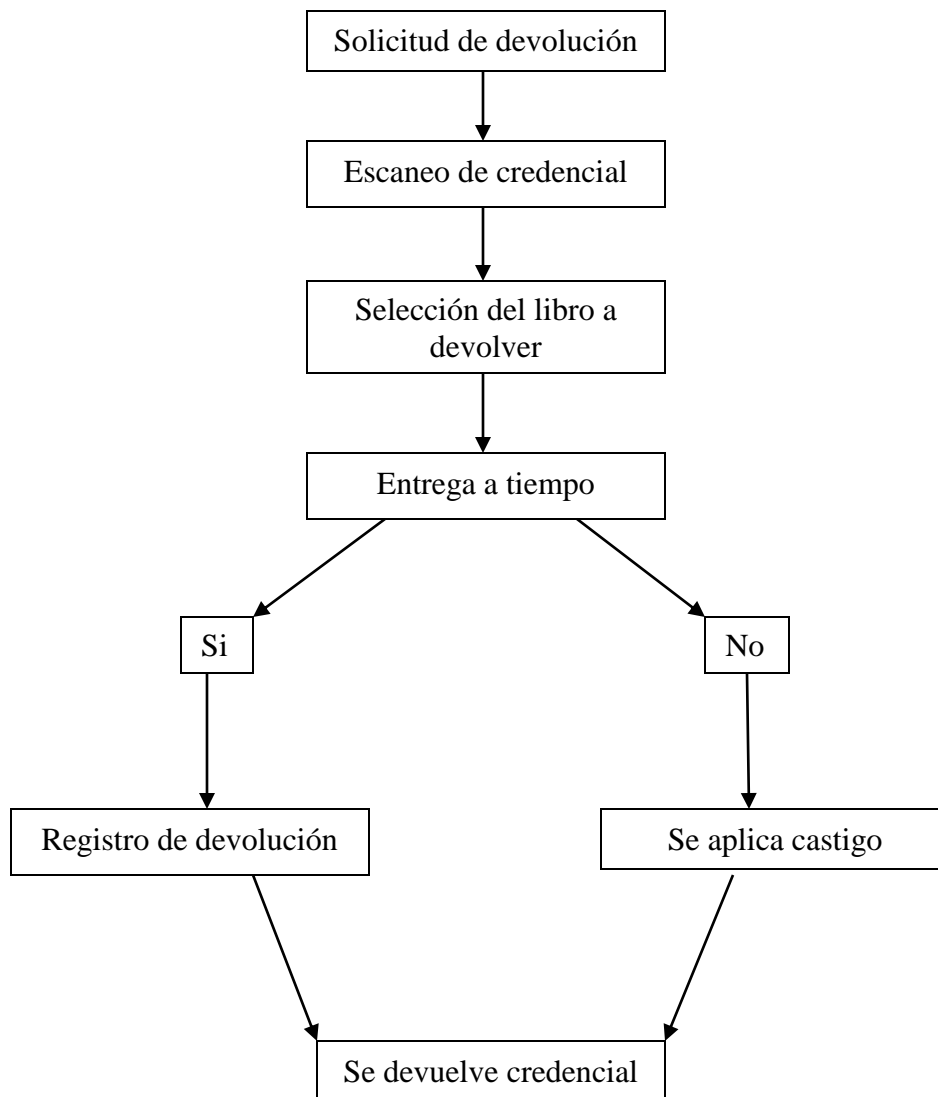 Solicitud de devolución
Escaneo de credencial
Selección del libro a
devolver
Entrega a tiempo
Si
No
Registro de devolución
Se aplica castigo
Se devuelve credencial